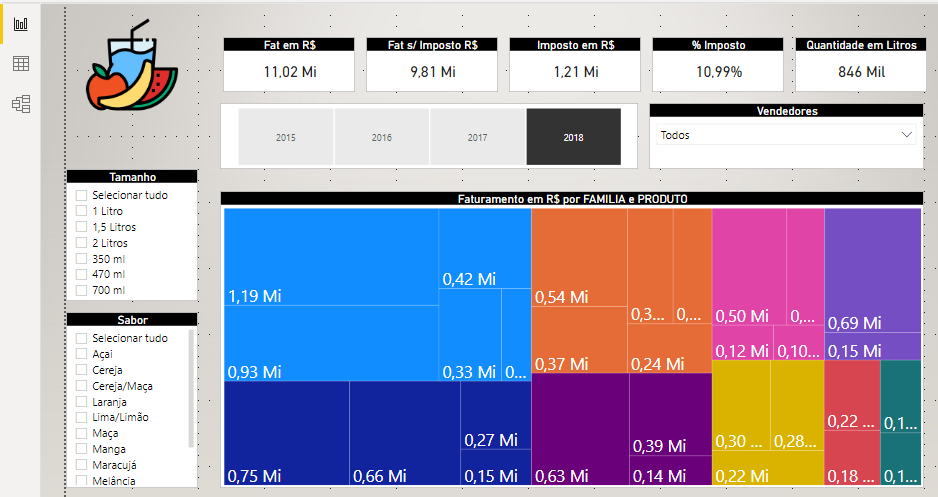 Fat em R$
11,02 Mi
Fat s/ Imposto R$
9,81 Mi
Imposto em R$
1,21 Mi
% Imposto
10,99%
Quantidade em Litros
846 Mil
2015 2016 2017 2018
Vendedores
Todos
Tamanho
Selecionar tudo
1 Litro
1,5 Litros
2 Litros
350 ml
470 ml
700 ml
Sabor
Selecionar tudo
Açai
Cereja
Cereja/Maça
Laranja
Lima/Limão
Maça
Manga
Maracujá
Melância
Faturamento em R$ por FAMILIA e PRODUTO
1,19 Mi
0,93 Mi
0,42 Mi
0,33 Mi
0...
0,75 Mi
0,66 Mi
0,27 Mi
0,15 Mi
0,54 Mi
0,3...
0,...
0,37 Mi
0,24 Mi
0,63 Mi
0,39 Mi
0,14 Mi
0,50 Mi
0,...
0,12 Mi
0,10...
0,69 Mi
0,15 Mi
0,30 ...
0,28...
0,22 Mi
0,22 ...
0,18 ...
0,1...
0,1...